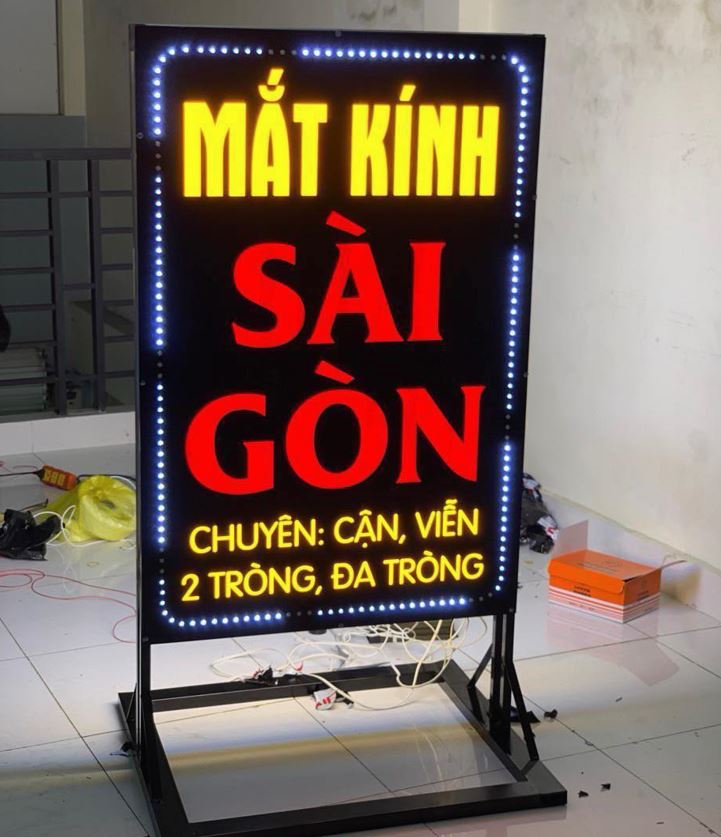 MẮT KÍNH
SÀI
GÒN
CHUYÊN: CẬN, VIỄN
2 TRÒNG, ĐA TRÒNG